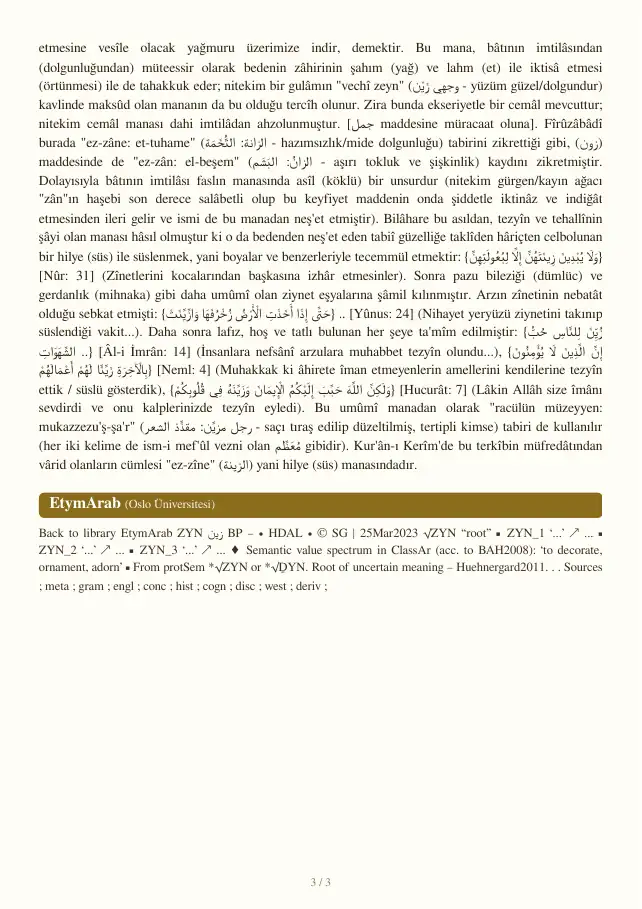 etmesine vesîle olacak yağmuru üzerimize indir, demektir. Bu mana, bâtının imtilâsından
(dolgunluğundan) müteessir olarak bedenin zâhirinin şahım (yağ) ve lahm (et) ile iktisâ etmesi
(örtünmesi) ile de tahakkuk eder; nitekim bir gulâmın "vechî zeyn" (وجهي زَيْن - yüzüm güzel/dolgundur)
kavlinde maksûd olan mananın da bu olduğu tercîh olunur. Zira bunda ekseriyetle bir cemâl mevcuttur;
nitekim cemâl manası dahi imtilâdan ahzolunmuştur. [جمل maddesine müracaat oluna]. Fîrûzâbâdî
burada "ez-zâne: et-tuhame" (الزانة: التُّخَمَة - hazımsızlık/mide dolgunluğu) tabirini zikrettiği gibi, (زون)
maddesinde de "ez-zân: el-beşem" (الزانُ: البَشَم - aşırı tokluk ve şişkinlik) kaydını zikretmiştir.
Dolayısıyla bâtının imtilâsı faslın manasında asîl (köklü) bir unsurdur (nitekim gürgen/kayın ağacı
"zân"ın haşebi son derece salâbetli olup bu keyfiyet maddenin onda şiddetle iktinâz ve indiğât
etmesinden ileri gelir ve ismi de bu manadan neş'et etmiştir). Bilâhare bu asıldan, tezyîn ve tehallînin
şâyi olan manası hâsıl olmuştur ki o da bedenden neş'et eden tabiî güzelliğe taklîden hâriçten celbolunan
bir hilye (süs) ile süslenmek, yani boyalar ve benzerleriyle tecemmül etmektir: {وَلَا يُبْدِينَ زِينَتَهُنَّ إِلَّا لِبُعُولَتِهِنَّ}
[Nûr: 31] (Zînetlerini kocalarından başkasına izhâr etmesinler). Sonra pazu bileziği (dümlüc) ve
gerdanlık (mihnaka) gibi daha umûmî olan ziynet eşyalarına şâmil kılınmıştır. Arzın zînetinin nebatât
olduğu sebkat etmişti: {حَتَّى إِذَا أَخَذَتِ الْأَرْضُ زُخْرُفَهَا وَازَّيَّنَتْ} .. [Yûnus: 24] (Nihayet yeryüzü ziynetini takınıp
süslendiği vakit...). Daha sonra lafız, hoş ve tatlı bulunan her şeye ta'mîm edilmiştir: {زُيِّنَ لِلنَّاسِ حُبُّ
الشَّهَوَاتِ ..} [Âl-i İmrân: 14] (İnsanlara nefsânî arzulara muhabbet tezyîn olundu...), {إِنَّ الَّذِينَ لَا يُؤْمِنُونَ
بِالْآخِرَةِ زَيَّنَّا لَهُمْ أَعْمَالَهُمْ} [Neml: 4] (Muhakkak ki âhirete îman etmeyenlerin amellerini kendilerine tezyîn
ettik / süslü gösterdik), {وَلَكِنَّ اللَّهَ حَبَّبَ إِلَيْكُمُ الْإِيمَانَ وَزَيَّنَهُ فِي قُلُوبِكُمْ} [Hucurât: 7] (Lâkin Allâh size îmânı
sevdirdi ve onu kalplerinizde tezyîn eyledi). Bu umûmî manadan olarak "racülün müzeyyen:
mukazzezu'ş-şa'r" (رجل مزيّن: مقذّذ الشعر - saçı tıraş edilip düzeltilmiş, tertipli kimse) tabiri de kullanılır
(her iki kelime de ism-i mef'ûl vezni olan مُعَظَّم gibidir). Kur'ân-ı Kerîm'de bu terkîbin müfredâtından
vârid olanların cümlesi "ez-zîne" (الزينة) yani hilye (süs) manasındadır.
EtymArab (Oslo Üniversitesi)
Back to library EtymArab ZYN زين BP – • HDAL • © SG | 25Mar2023 √ZYN “root” ▪ ZYN_1 ‘...’ ↗ ... ▪
ZYN_2 ‘...’ ↗ ... ▪ ZYN_3 ‘...’ ↗ ... ♦ Semantic value spectrum in ClassAr (acc. to BAH2008): ‘to decorate,
ornament, adorn’ ▪ From protSem *√ZYN or *√ḎYN. Root of uncertain meaning – Huehnergard2011. . . Sources
; meta ; gram ; engl ; conc ; hist ; cogn ; disc ; west ; deriv ;
3 / 3